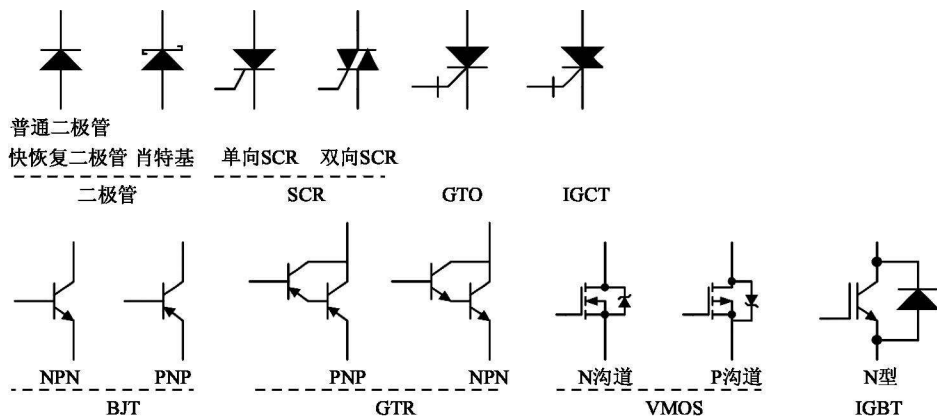 普通二极管
快恢复二极管 肖特基 单向SCR 双向SCR
二极管 SCR GTO IGCT
NPN PNP PNP NPN N沟道 P沟道 N型
BJT GTR VMOS IGBT